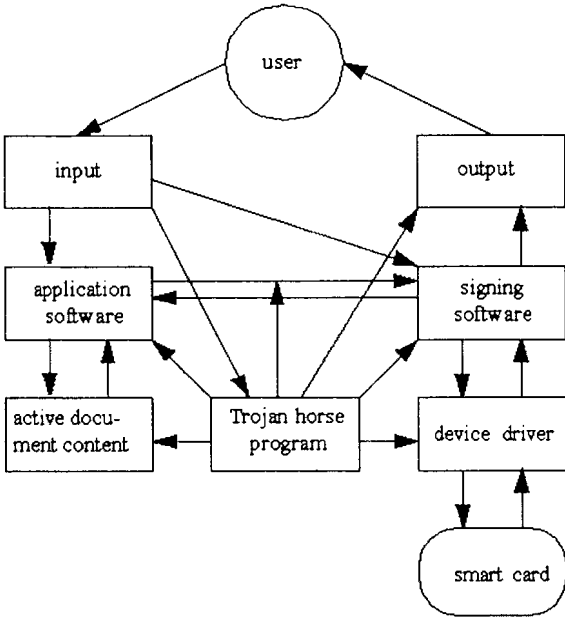 user
input
output
application
software
signing
software
active docu-
ment content
Trojan horse
program
device driver
smart card